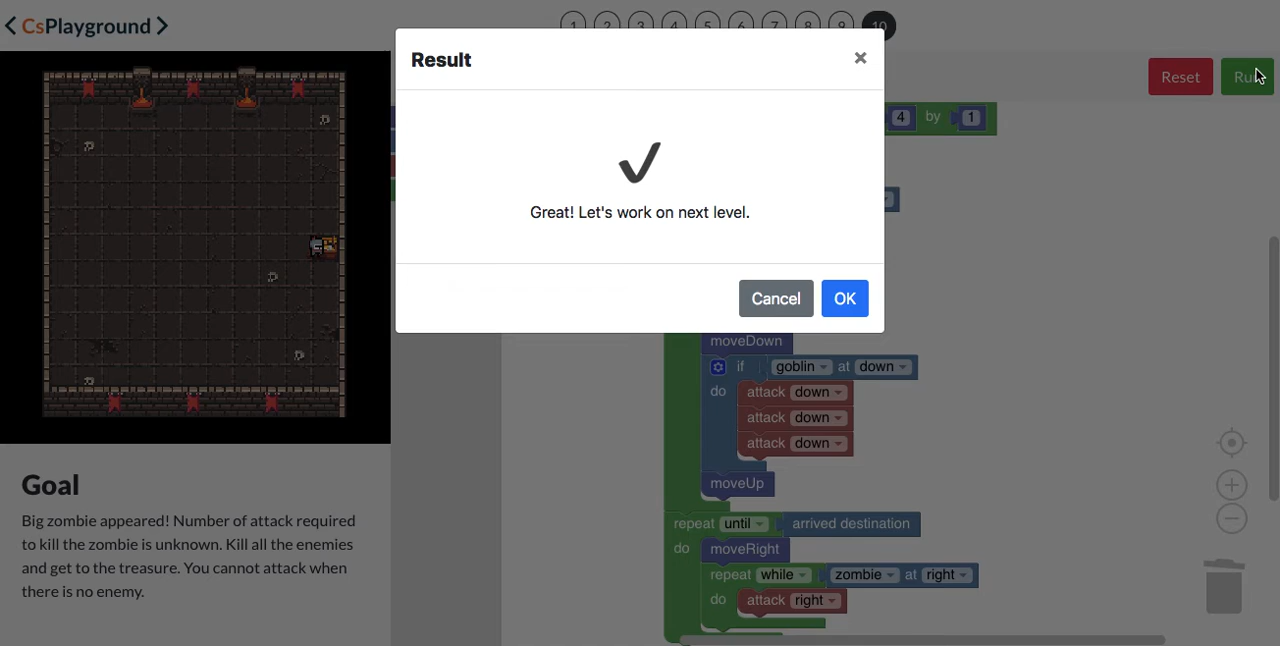 CsPlayground
1 2 3 4 5 6 7 8 9 10
Result
×
Reset
Great! Let's work on next level.
Cancel OK
4 by 1
moveDown
if goblin at down
do attack down
attack down
attack down
moveUp
repeat until arrived destination
do moveRight
repeat while zombie at right
do attack right
Goal
Big zombie appeared! Number of attack required
to kill the zombie is unknown. Kill all the enemies
and get to the treasure. You cannot attack when
there is no enemy.